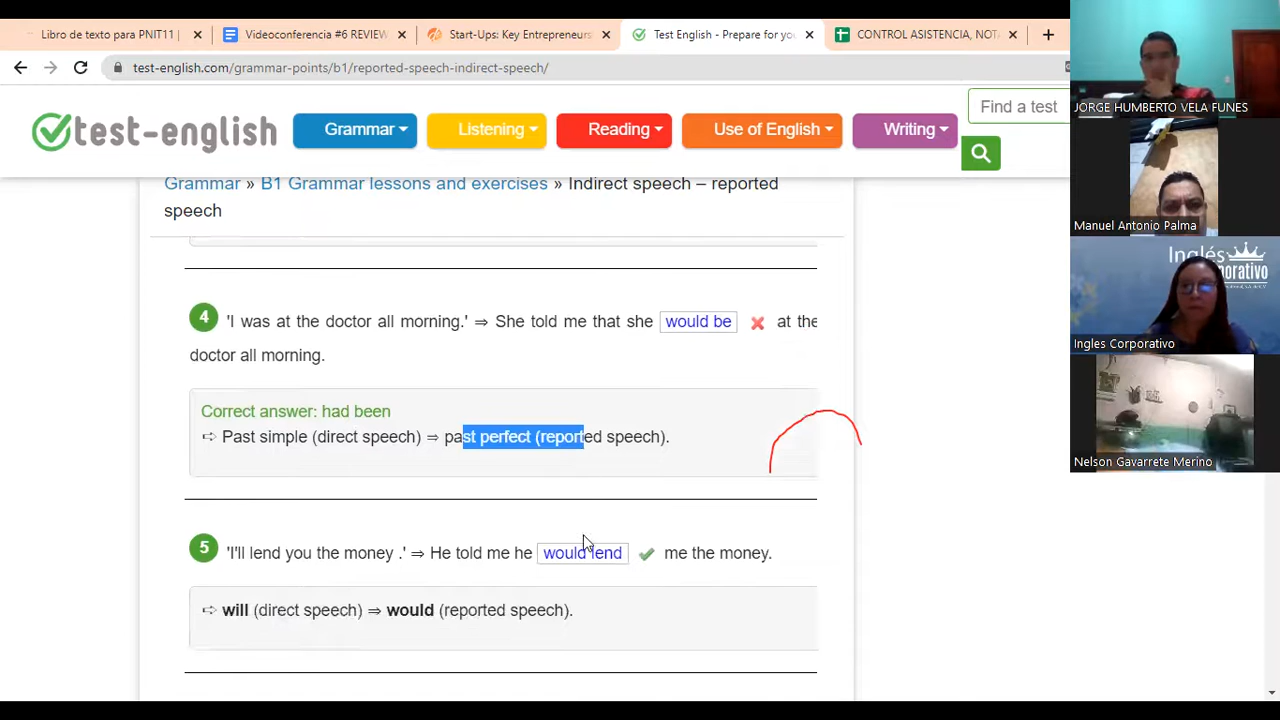 Libro de texto para PNIT11 |
Videoconferencia #6 REVIEW
Start-Ups: Key Entrepreneurs
Test English - Prepare for you
CONTROL ASISTENCIA, NOTA
test-english.com/grammar-points/b1/reported-speech-indirect-speech/
test-english
Grammar
Listening
Reading
Use of English
Writing
Find a test
Grammar » B1 Grammar lessons and exercises » Indirect speech – reported
speech
4 'I was at the doctor all morning.' ⇒ She told me that she would be at the
doctor all morning.
Correct answer: had been
➪ Past simple (direct speech) ⇒ past perfect (reported speech).
5 'I'll lend you the money .' ⇒ He told me he would lend me the money.
➪ will (direct speech) ⇒ would (reported speech).
JORGE HUMBERTO VELA FUNES
Manuel Antonio Palma
Inglés
Ingles Corporativo
Nelson Gavarrete Merino